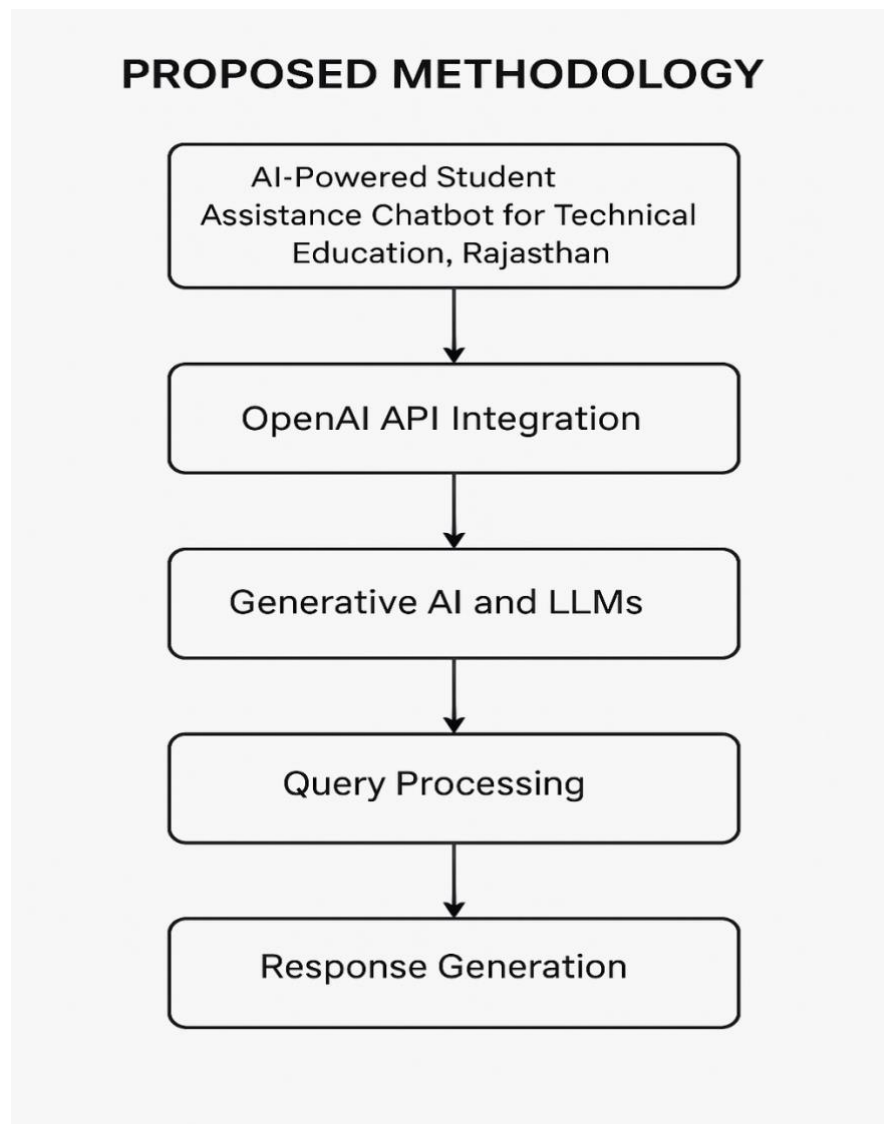 PROPOSED METHODOLOGY
AI-Powered Student
Assistance Chatbot for Technical
Education, Rajasthan
OpenAI API Integration
Generative AI and LLMs
Query Processing
Response Generation